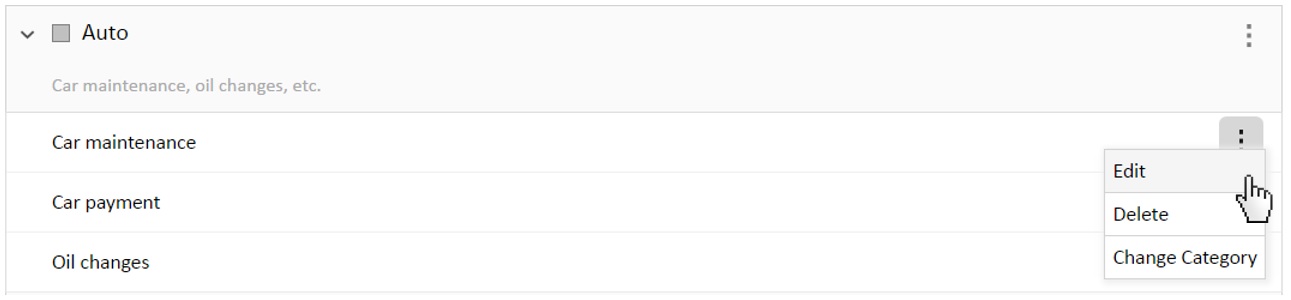 Auto
Car maintenance, oil changes, etc.
Car maintenance
Edit
Car payment
Delete
Oil changes
Change Category